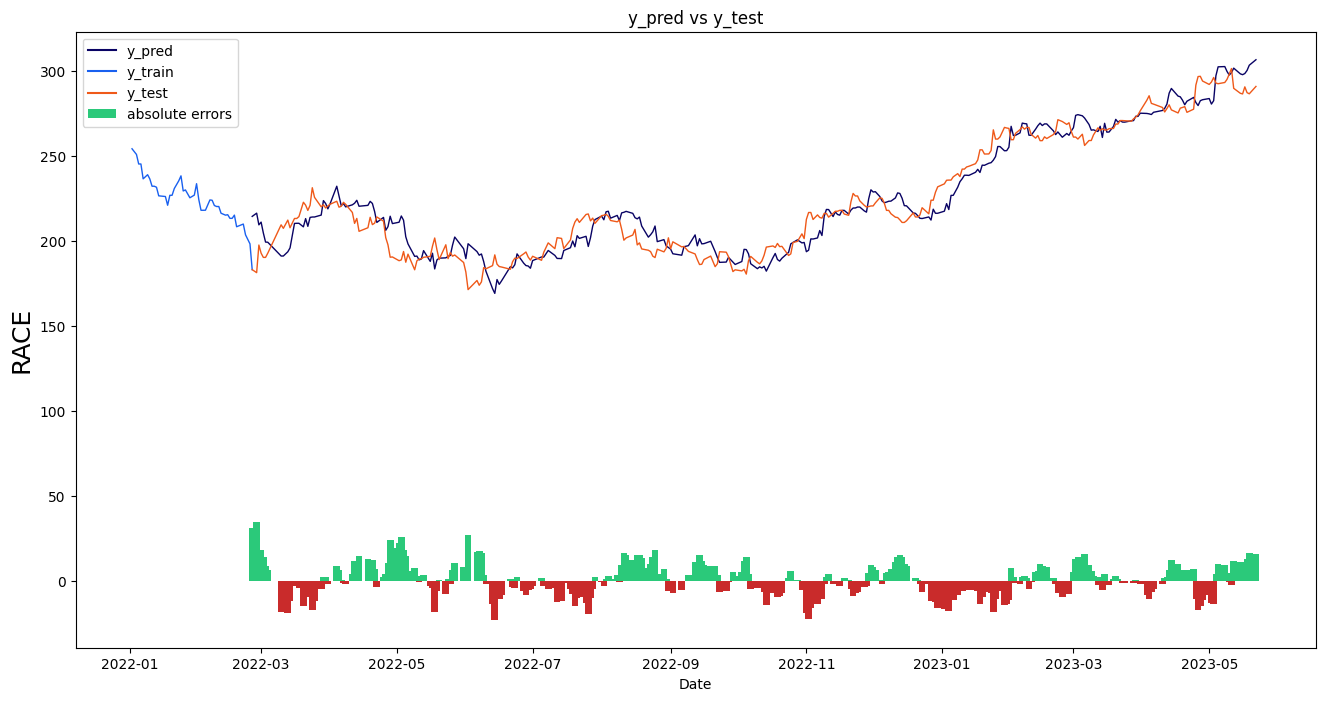 y_pred vs y_test
y_pred
y_train
y_test
absolute errors
300
250
200
150
100
50
0
RACE
2022-01 2022-03 2022-05 2022-07 2022-09 2022-11 2023-01 2023-03 2023-05
Date